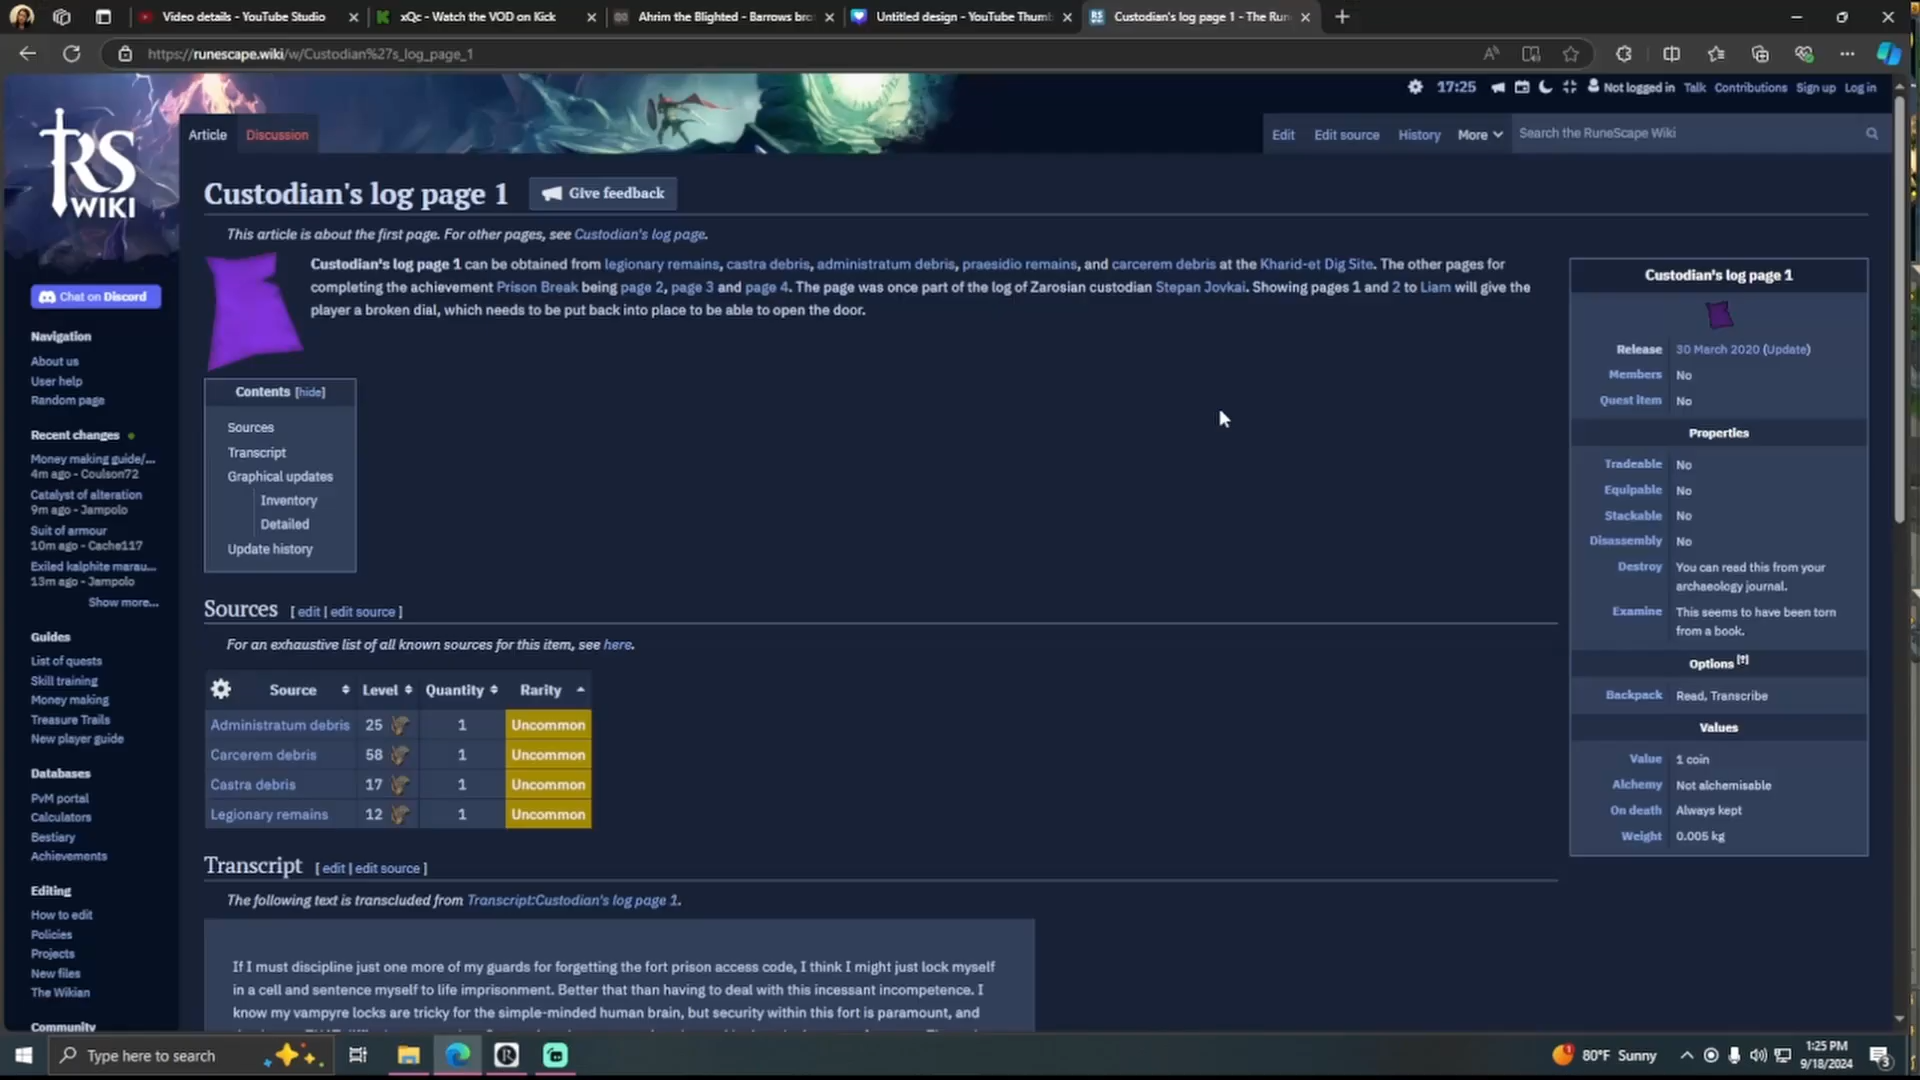 Video details - YouTube Studio
xQc - Watch the VOD on Kick
Ahrim the Blighted - Barrows bro
Untitled design - YouTube Thumb
Custodian's log page 1 - The Run
https://runescape.wiki/w/Custodian%27s_log_page_1
17:25
Not logged in
Talk
Contributions
Sign up
Log in
RS
WIKI
Article
Discussion
Edit
Edit source
History
More
Search the RuneScape Wiki
Custodian's log page 1
Give feedback
This article is about the first page. For other pages, see Custodian's log page.
Custodian's log page 1 can be obtained from legionary remains, castra debris, administratum debris, praesidio remains, and carcerem debris at the Kharid-et Dig Site. The other pages for
completing the achievement Prison Break being page 2, page 3 and page 4. The page was once part of the log of Zarosian custodian Stepan Jovkai. Showing pages 1 and 2 to Liam will give the
player a broken dial, which needs to be put back into place to be able to open the door.
Chat on Discord
Navigation
About us
User help
Random page
Recent changes
Money making guide/...
4m ago - Coulson72
Catalyst of alteration
9m ago - Jampolo
Suit of armour
10m ago - Cache117
Exiled kalphite marau...
13m ago - Jampolo
Show more...
Guides
List of quests
Skill training
Money making
Treasure Trails
New player guide
Databases
PvM portal
Calculators
Bestiary
Achievements
Editing
How to edit
Policies
Projects
New files
The Wikian
Community
Contents [hide]
Sources
Transcript
Graphical updates
Inventory
Detailed
Update history
Sources [ edit | edit source ]
For an exhaustive list of all known sources for this item, see here.
Source Level Quantity Rarity
Administratum debris 25 1 Uncommon
Carcerem debris 58 1 Uncommon
Castra debris 17 1 Uncommon
Legionary remains 12 1 Uncommon
Transcript [ edit | edit source ]
The following text is transcluded from Transcript:Custodian's log page 1.
If I must discipline just one more of my guards for forgetting the fort prison access code, I think I might just lock myself
in a cell and sentence myself to life imprisonment. Better that than having to deal with this incessant incompetence. I
know my vampyre locks are tricky for the simple-minded human brain, but security within this fort is paramount, and
Custodian's log page 1
Release 30 March 2020 (Update)
Members No
Quest item No
Properties
Tradeable No
Equipable No
Stackable No
Disassembly No
Destroy You can read this from your
archaeology journal.
Examine This seems to have been torn
from a book.
Options [?]
Backpack Read, Transcribe
Values
Value 1 coin
Alchemy Not alchemisable
On death Always kept
Weight 0.005 kg
Type here to search
80°F Sunny
1:25 PM
9/18/2024
3